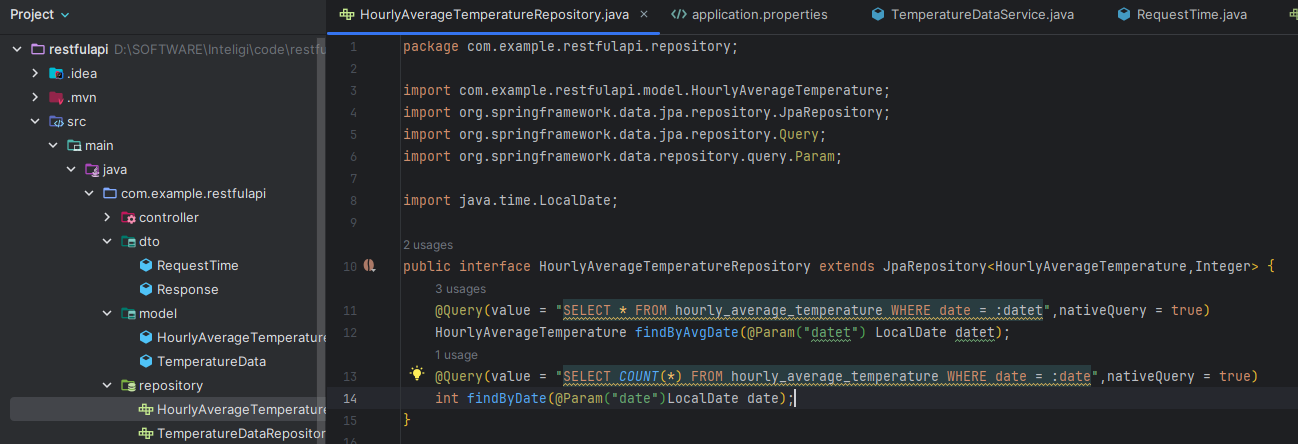 Project
restfulapi D:\SOFTWARE\Inteligi\code\restfu
.idea
.mvn
src
main
java
com.example.restfulapi
controller
dto
RequestTime
Response
model
HourlyAverageTemperature
TemperatureData
repository
HourlyAverageTemperature
TemperatureDataRepositor
HourlyAverageTemperatureRepository.java
application.properties
TemperatureDataService.java
RequestTime.java
1 package com.example.restfulapi.repository;
2
3 import com.example.restfulapi.model.HourlyAverageTemperature;
4 import org.springframework.data.jpa.repository.JpaRepository;
5 import org.springframework.data.jpa.repository.Query;
6 import org.springframework.data.repository.query.Param;
7
8 import java.time.LocalDate;
9
2 usages
10 public interface HourlyAverageTemperatureRepository extends JpaRepository<HourlyAverageTemperature,Integer> {
3 usages
11 @Query(value = "SELECT * FROM hourly_average_temperature WHERE date = :datet",nativeQuery = true)
12 HourlyAverageTemperature findByAvgDate(@Param("datet") LocalDate datet);
1 usage
13 @Query(value = "SELECT COUNT(*) FROM hourly_average_temperature WHERE date = :date",nativeQuery = true)
14 int findByDate(@Param("date")LocalDate date);
15 }
16